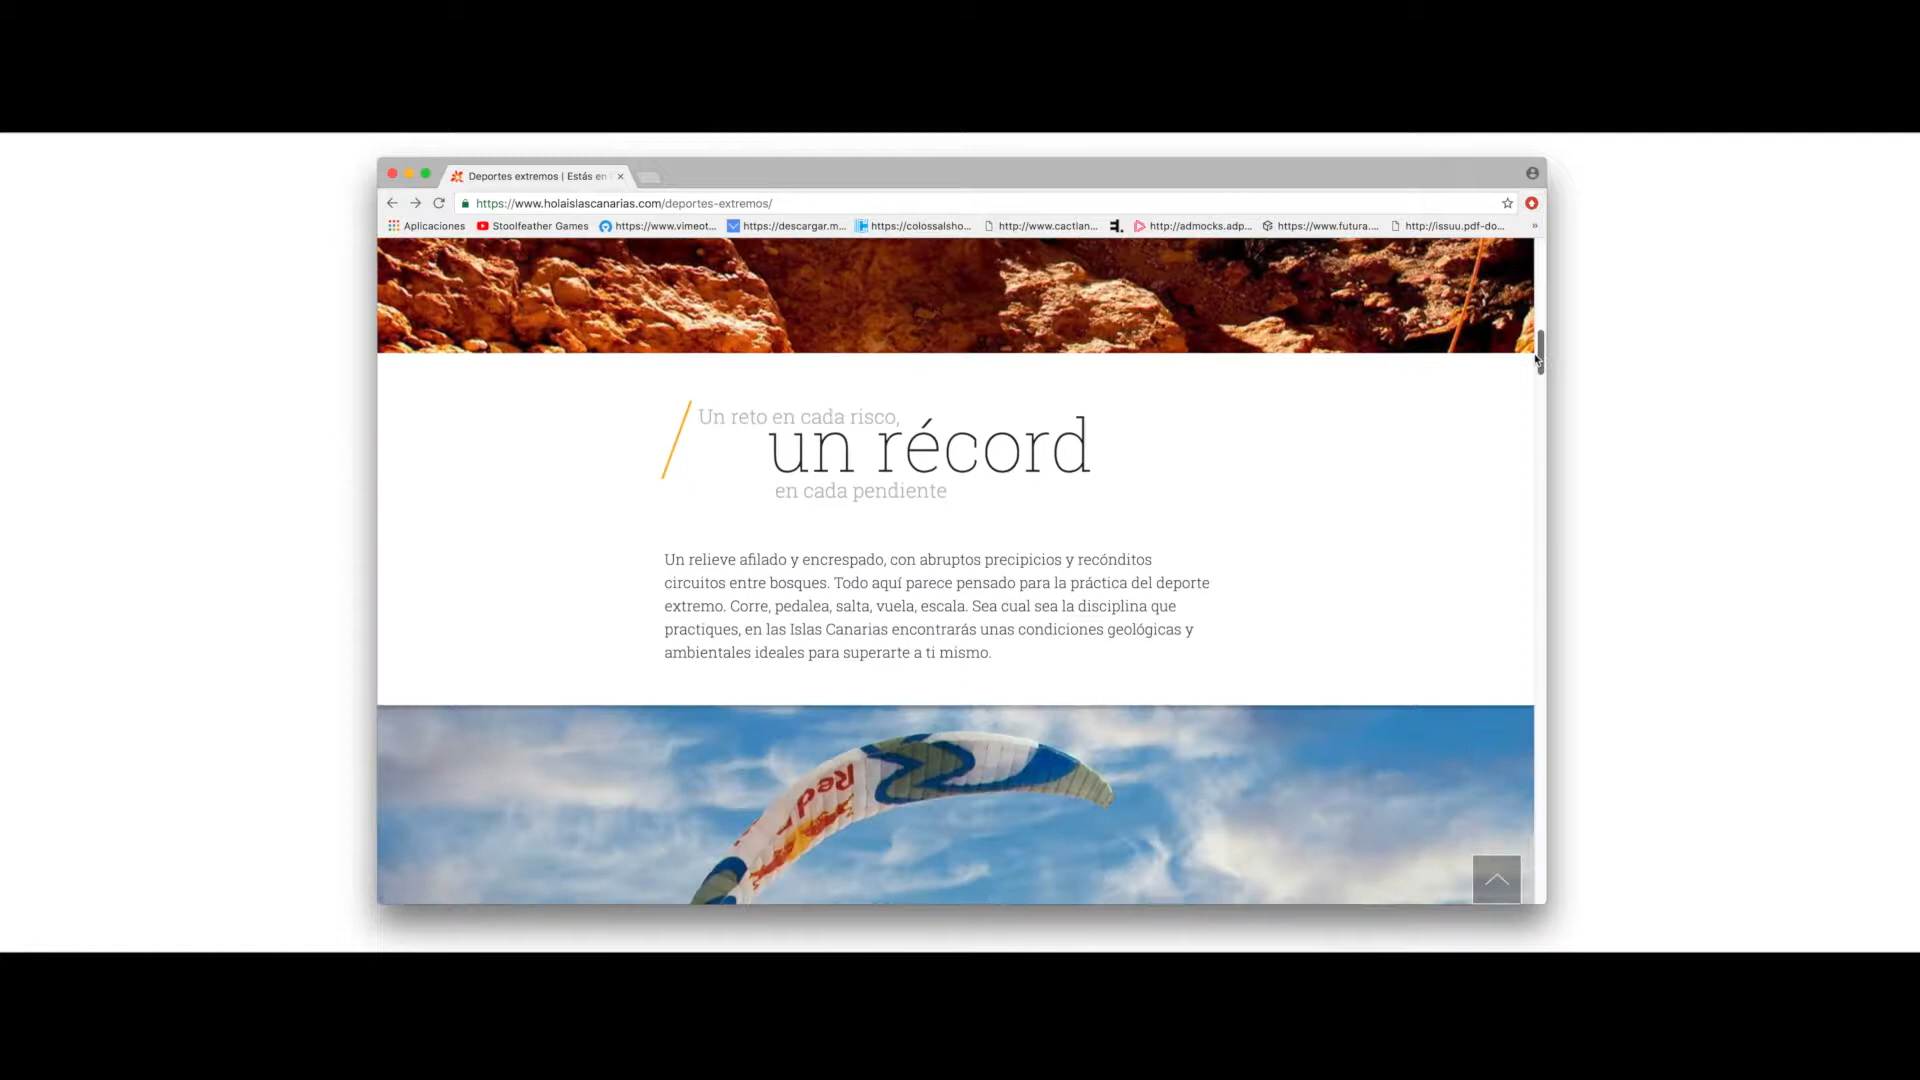 Deportes extremos | Estás en
https://www.holaislascanarias.com/deportes-extremos/
Aplicaciones Stoolfeather Games https://www.vimeot... https://descargar.m... https://colossalsho... http://www.cactlan... http://admocks.adp... https://www.futura.... http://issuu.pdf-do... »
Un reto en cada risco,
un récord
en cada pendiente
Un relieve afilado y encrespado, con abruptos precipicios y recónditos
circuitos entre bosques. Todo aquí parece pensado para la práctica del deporte
extremo. Corre, pedalea, salta, vuela, escala. Sea cual sea la disciplina que
practiques, en las Islas Canarias encontrarás unas condiciones geológicas y
ambientales ideales para superarte a ti mismo.
Red